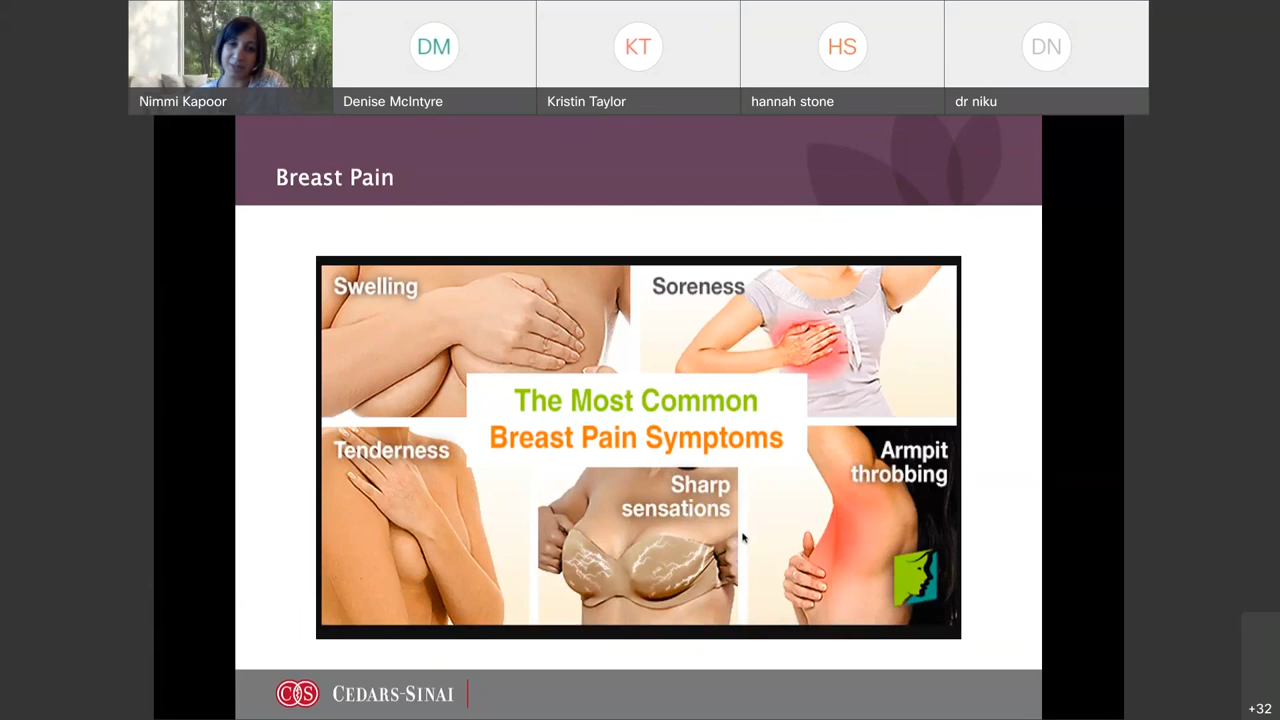 DM
KT
HS
DN
Nimmi Kapoor
Denise McIntyre
Kristin Taylor
hannah stone
dr niku
Breast Pain
Swelling
Soreness
The Most Common
Breast Pain Symptoms
Tenderness
Sharp
sensations
Armpit
throbbing
CS
CEDARS-SINAI
+32